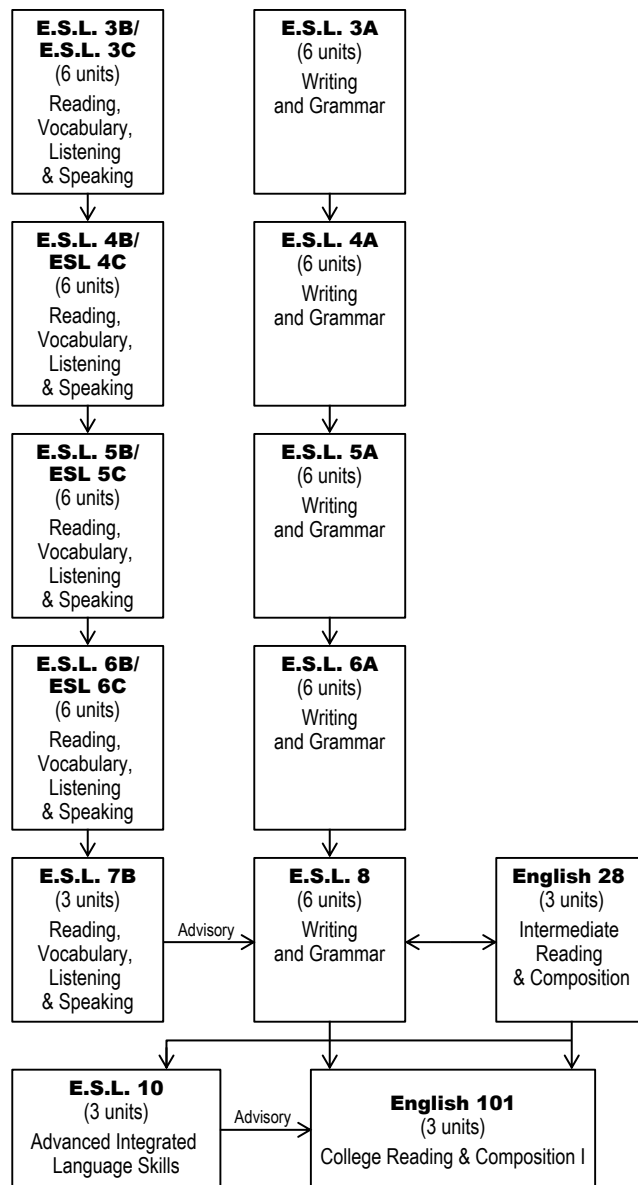 E.S.L. 3B/
E.S.L. 3C
(6 units)
Reading,
Vocabulary,
Listening
& Speaking
E.S.L. 3A
(6 units)
Writing
and Grammar
E.S.L. 4B/
ESL 4C
(6 units)
Reading,
Vocabulary,
Listening
& Speaking
E.S.L. 4A
(6 units)
Writing
and Grammar
E.S.L. 5B/
ESL 5C
(6 units)
Reading,
Vocabulary,
Listening
& Speaking
E.S.L. 5A
(6 units)
Writing
and Grammar
E.S.L. 6B/
ESL 6C
(6 units)
Reading,
Vocabulary,
Listening
& Speaking
E.S.L. 6A
(6 units)
Writing
and Grammar
E.S.L. 7B
(3 units)
Reading,
Vocabulary,
Listening
& Speaking
Advisory
E.S.L. 8
(6 units)
Writing
and Grammar
English 28
(3 units)
Intermediate
Reading
& Composition
E.S.L. 10
(3 units)
Advanced Integrated
Language Skills
Advisory
English 101
(3 units)
College Reading & Composition I